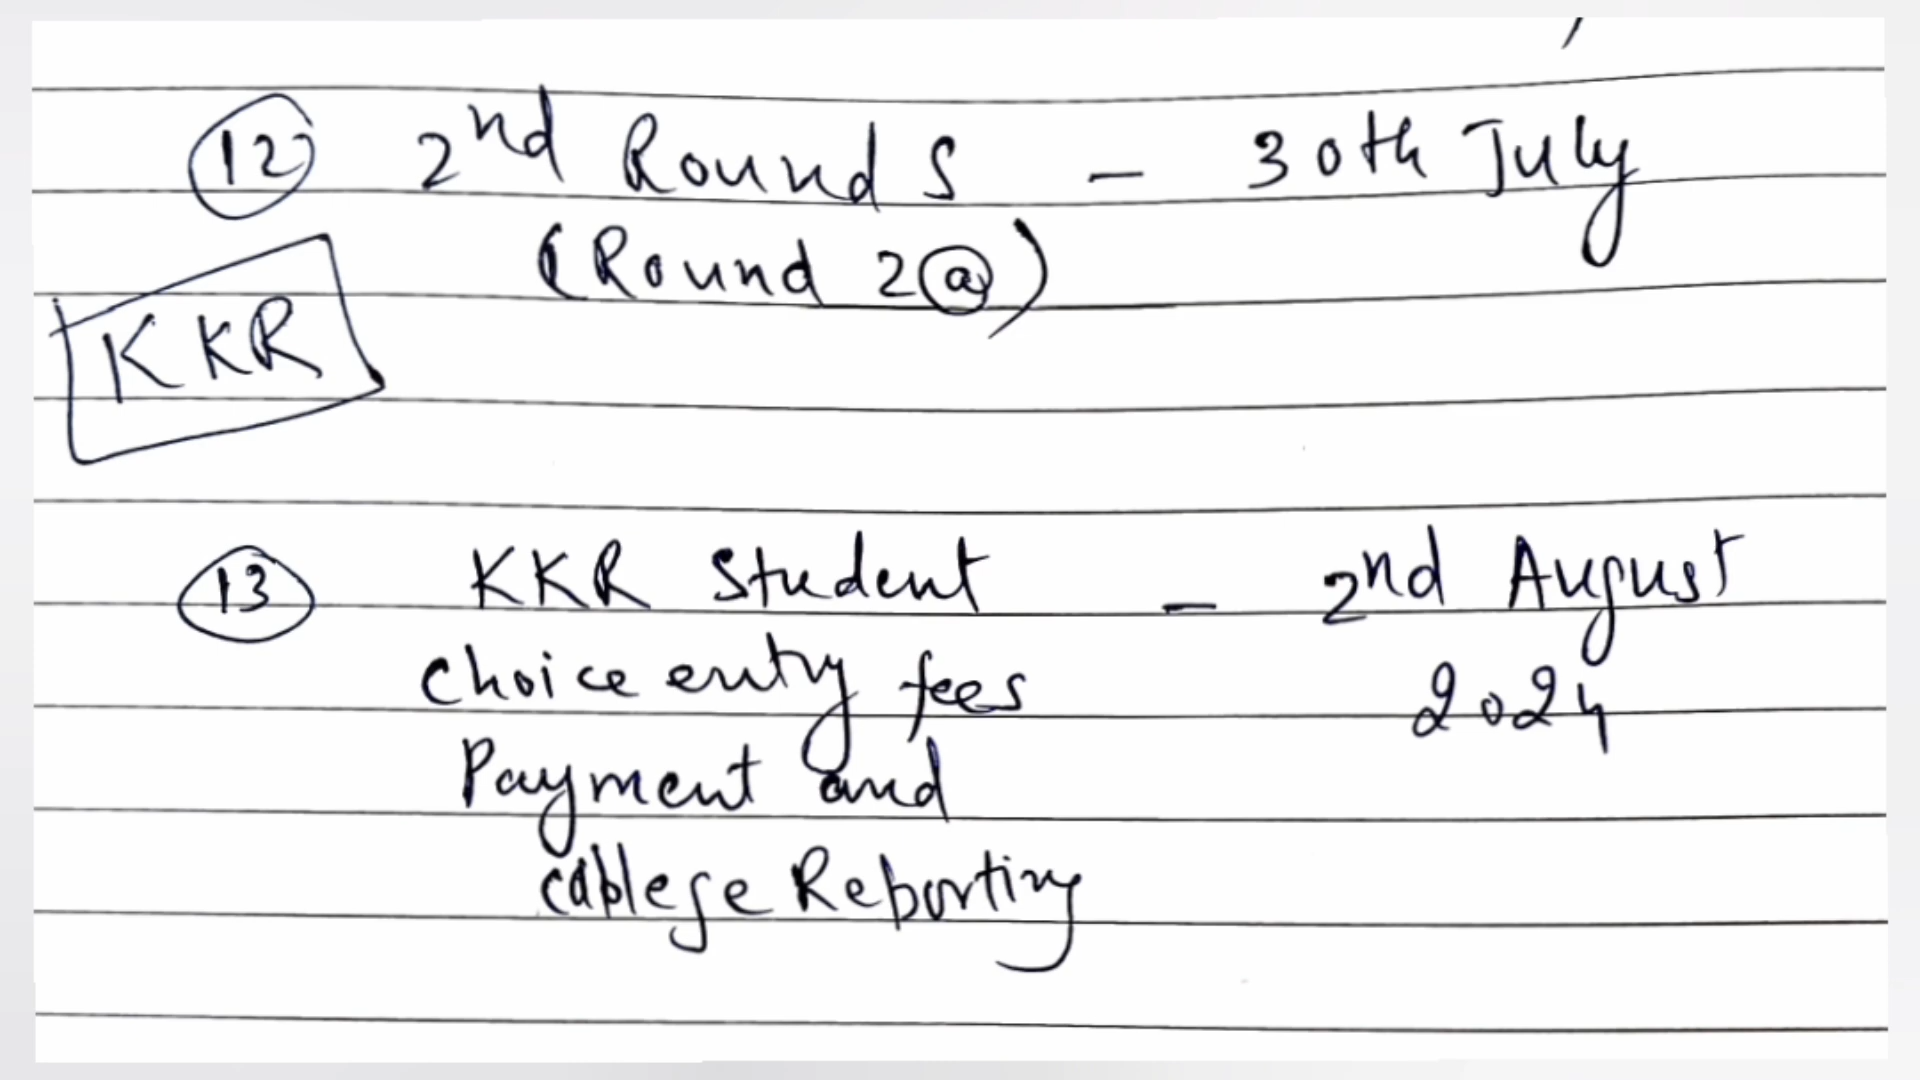 12 2nd Round S - 30th July
(Round 2 a)
KKR
13 KKR Student - 2nd August
choice entry fees 2024
Payment and
college Reporting